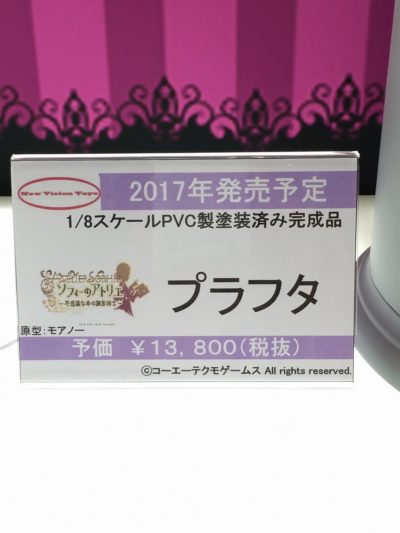 New Vision Toys
2017年発売予定
1/8スケールPVC製塗装済み完成品
ソフィーのアトリエ
～不思議な本の錬金術士～
プラフタ
原型:モアノー
予価 ￥13,800(税抜)
©コーエーテクモゲームス All rights reserved.